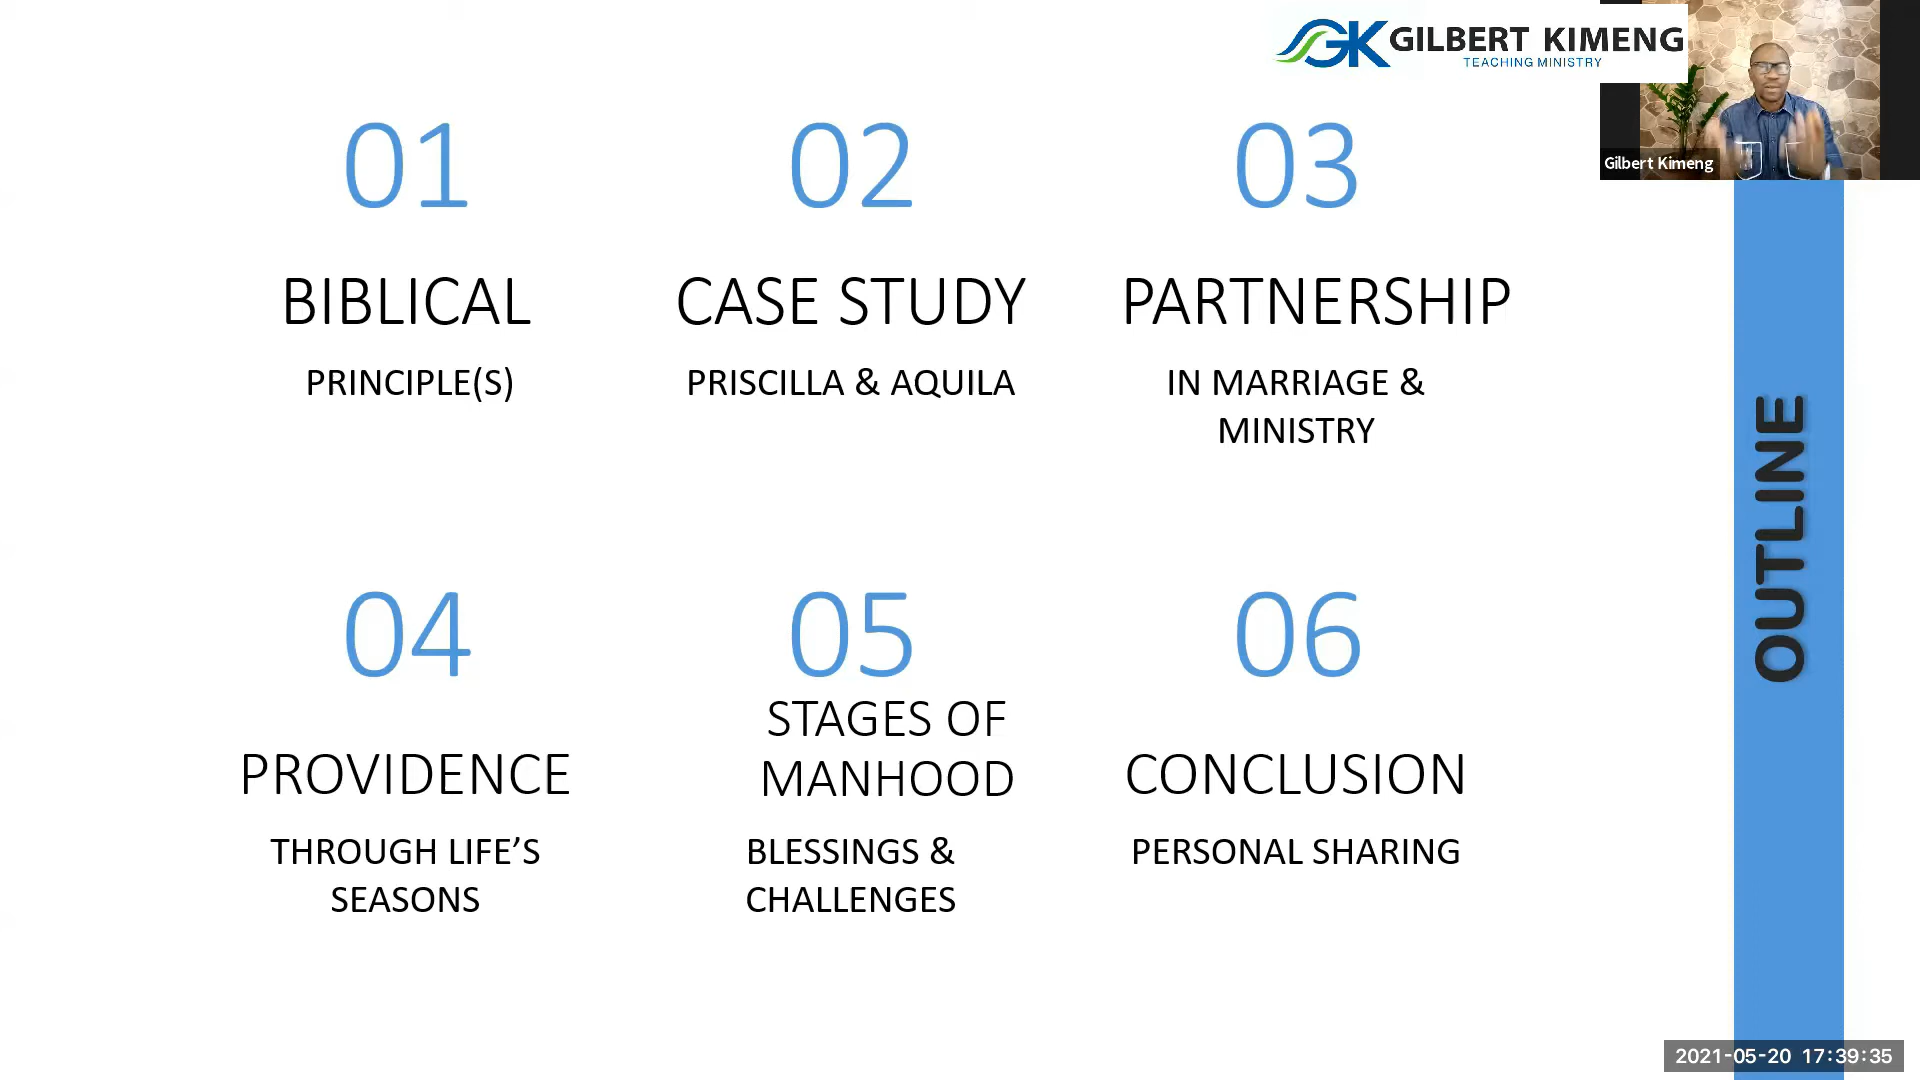 GK GILBERT KIMENG
TEACHING MINISTRY
Gilbert Kimeng
01
BIBLICAL
PRINCIPLE(S)
02
CASE STUDY
PRISCILLA & AQUILA
03
PARTNERSHIP
IN MARRIAGE &
MINISTRY
04
PROVIDENCE
THROUGH LIFE’S
SEASONS
05
STAGES OF
MANHOOD
BLESSINGS &
CHALLENGES
06
CONCLUSION
PERSONAL SHARING
OUTLINE
2021-05-20 17:39:35